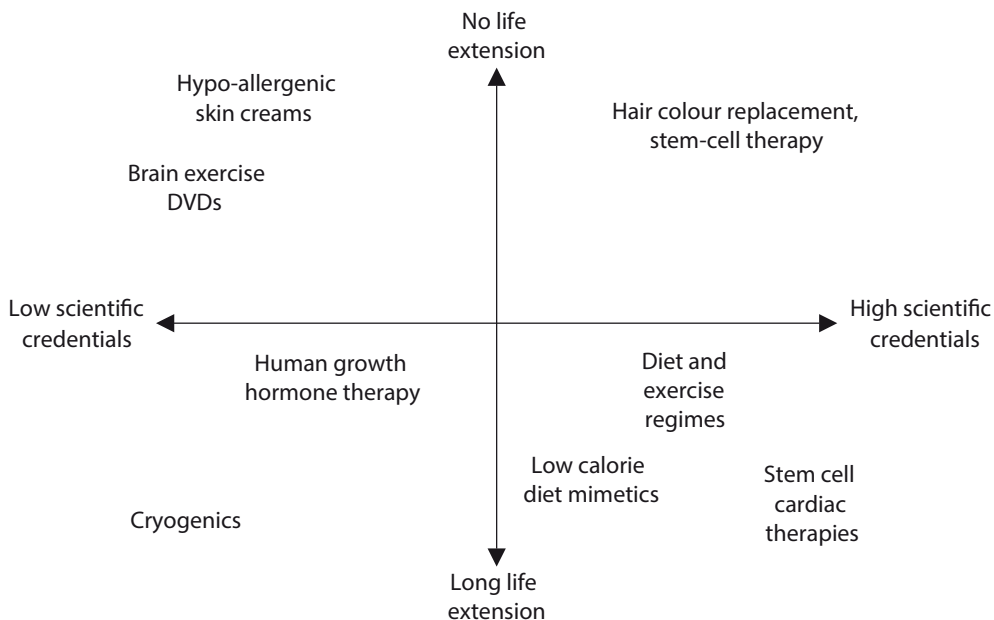 No life
extension
Hypo-allergenic
skin creams
Hair colour replacement,
stem-cell therapy
Brain exercise
DVDs
Low scientific
credentials
High scientific
credentials
Human growth
hormone therapy
Diet and
exercise
regimes
Low calorie
diet mimetics
Stem cell
cardiac
therapies
Cryogenics
Long life
extension